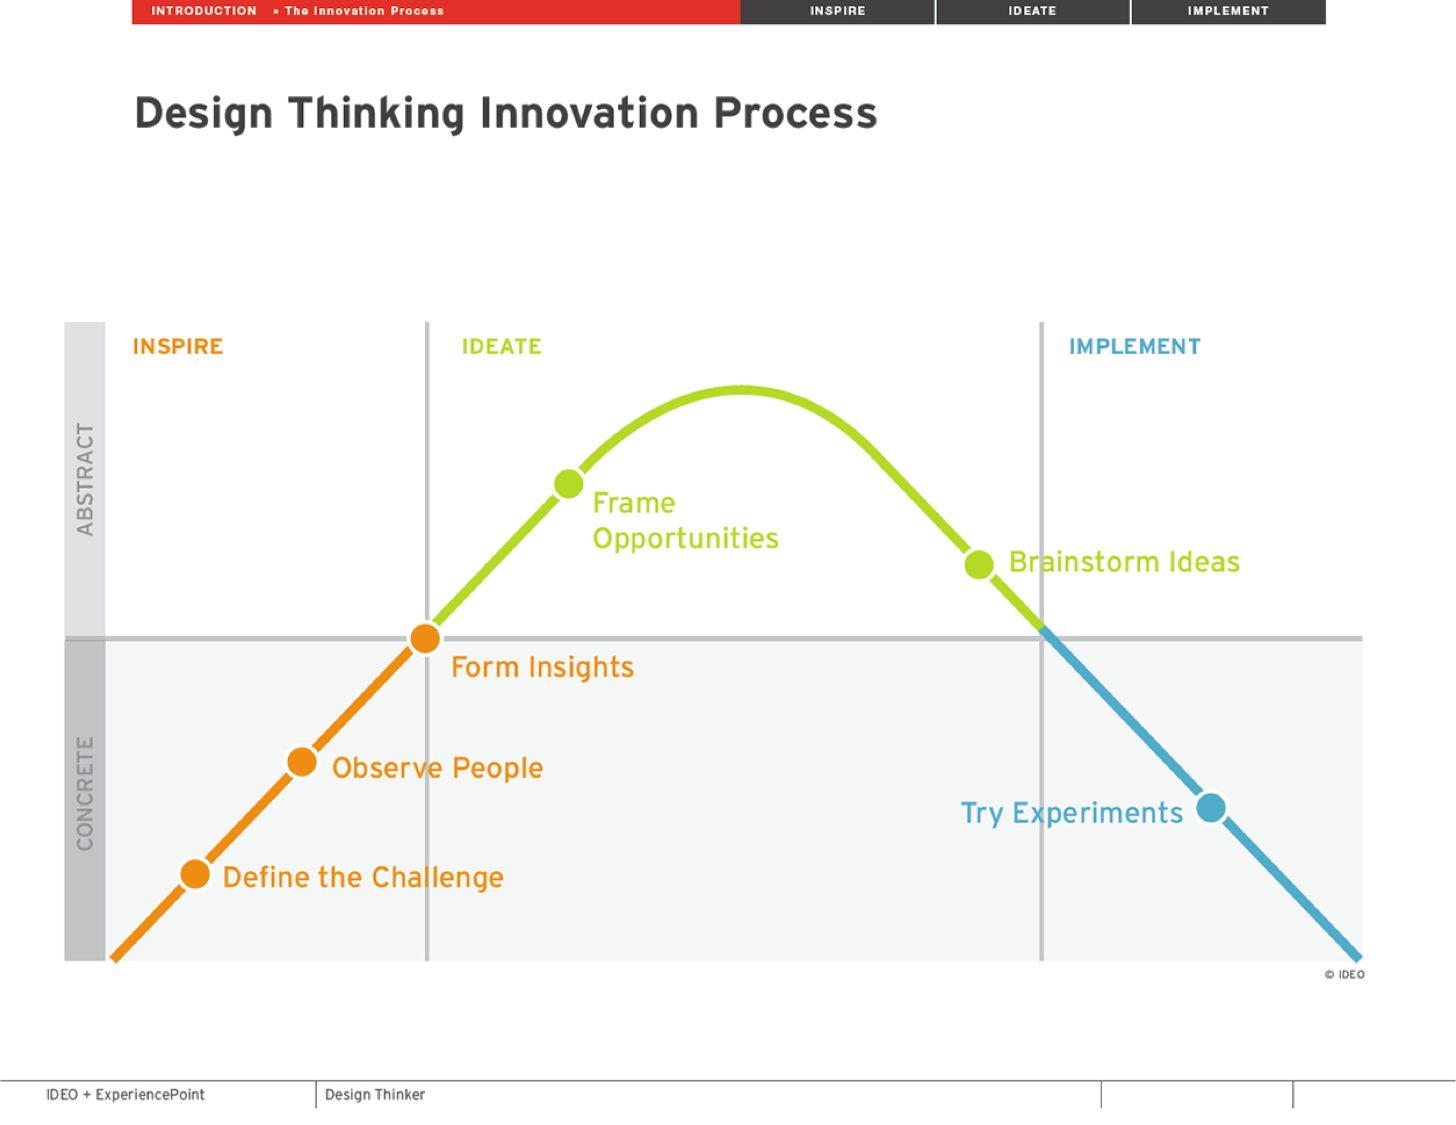 INTRODUCTION » The Innovation Process
INSPIRE
IDEATE
IMPLEMENT
Design Thinking Innovation Process
INSPIRE
IDEATE
IMPLEMENT
ABSTRACT
Frame
Opportunities
Brainstorm Ideas
Form Insights
CONCRETE
Observe People
Try Experiments
Define the Challenge
© IDEO
IDEO + ExperiencePoint
Design Thinker